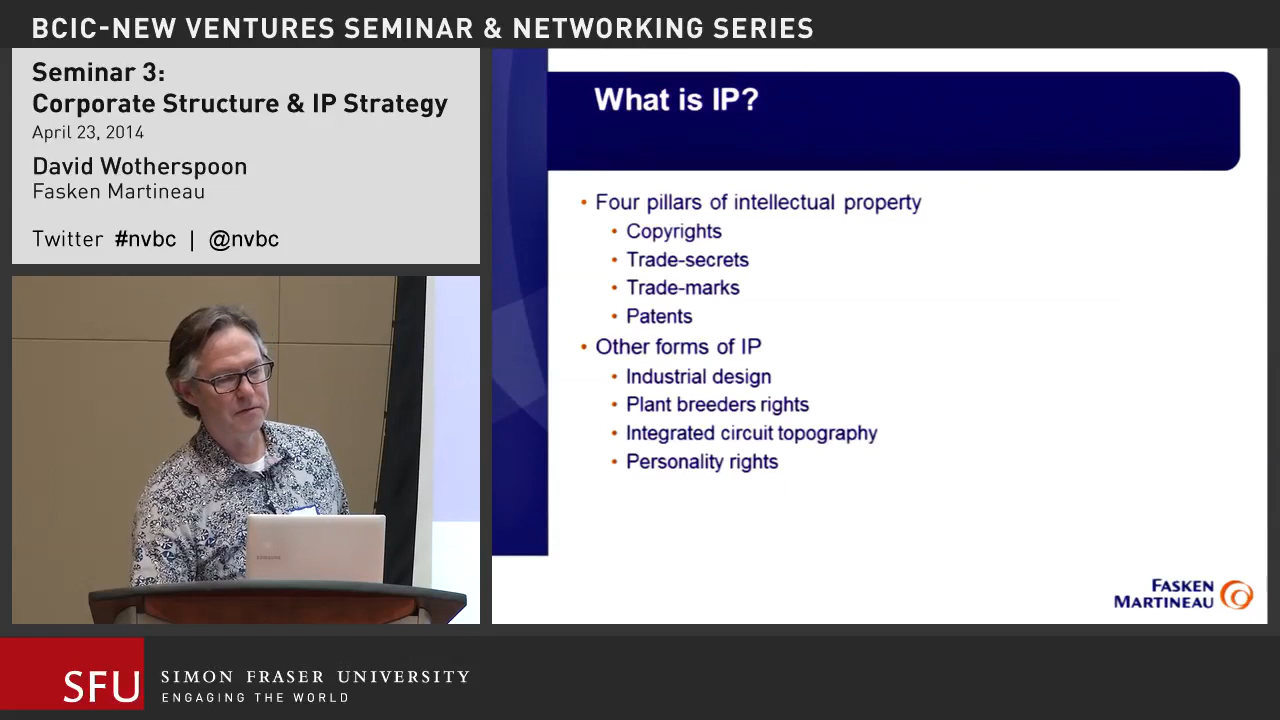 BCIC-NEW VENTURES SEMINAR & NETWORKING SERIES
Seminar 3:
Corporate Structure & IP Strategy
April 23, 2014
David Wotherspoon
Fasken Martineau
Twitter #nvbc | @nvbc
What is IP?
• Four pillars of intellectual property
• Copyrights
• Trade-secrets
• Trade-marks
• Patents
• Other forms of IP
• Industrial design
• Plant breeders rights
• Integrated circuit topography
• Personality rights
FASKEN
MARTINEAU
SAMSUNG
SFU
SIMON FRASER UNIVERSITY
ENGAGING THE WORLD